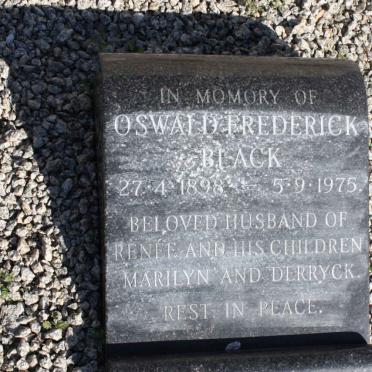 IN MOMORY OF
OSWALD FREDERICK
BLACK
27·4·1898 – 5·9·1975.
BELOVED HUSBAND OF
RENÉE AND HIS CHILDREN
MARILYN AND DERRYCK.
REST IN PEACE.